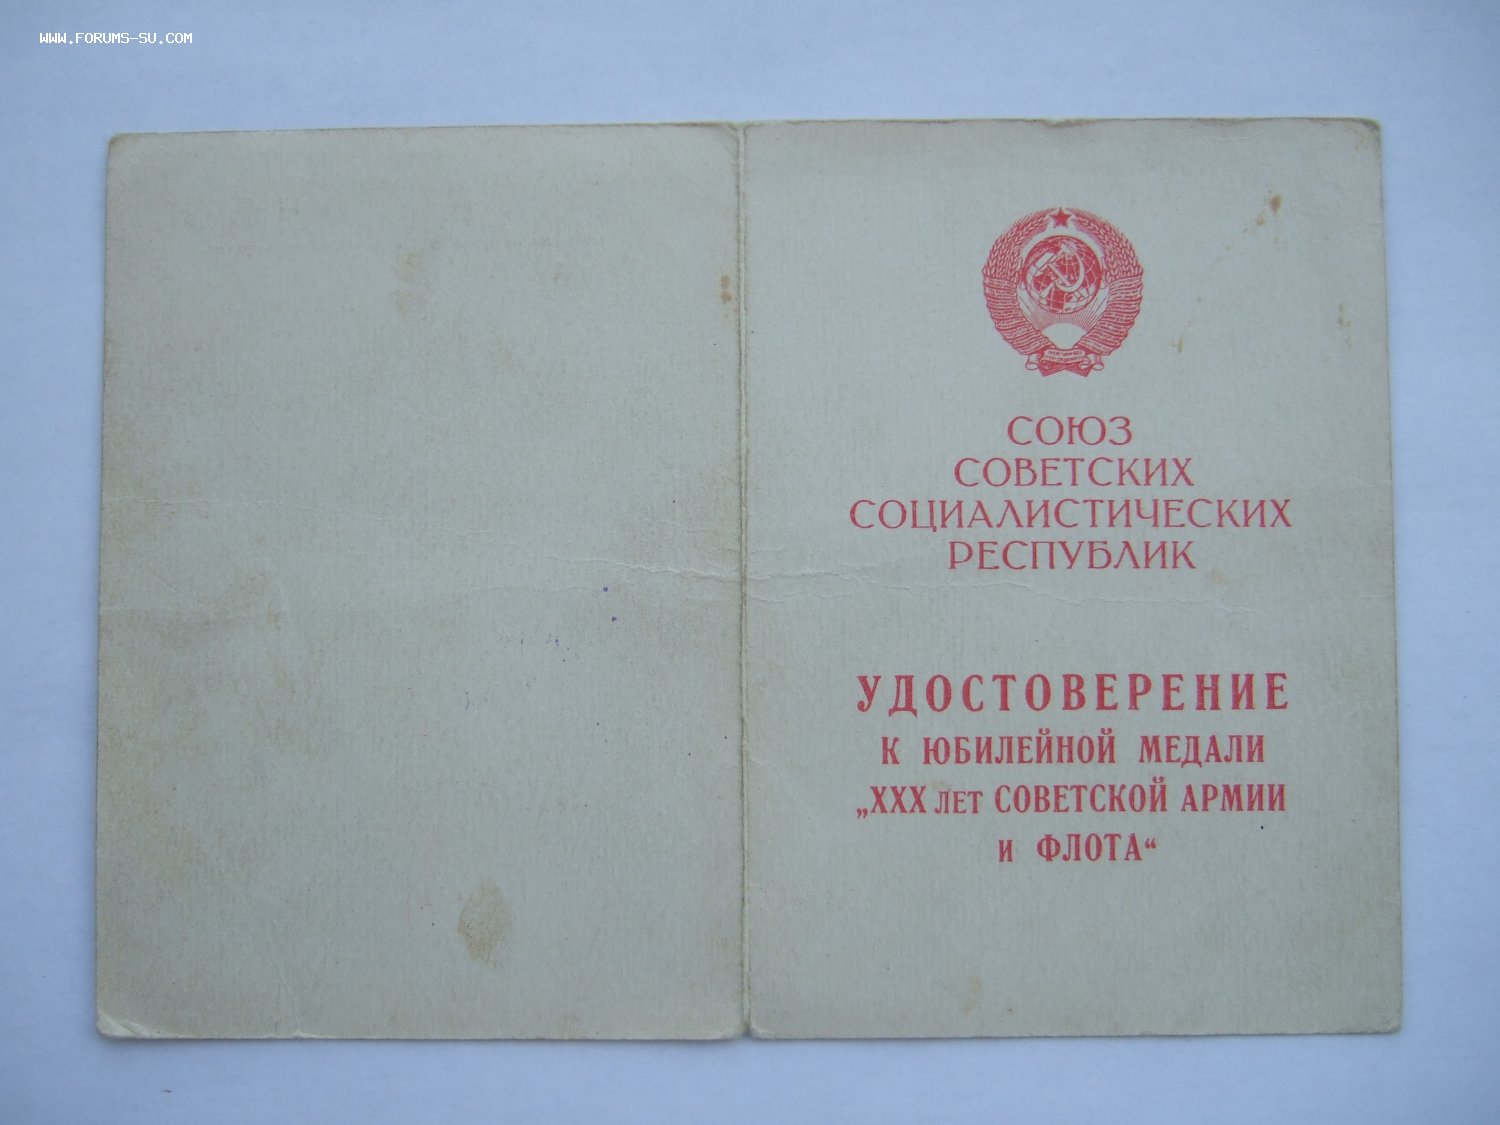 WWW.FORUMS-SU.COM
СОЮЗ
СОВЕТСКИХ
СОЦИАЛИСТИЧЕСКИХ
РЕСПУБЛИК
УДОСТОВЕРЕНИЕ
К ЮБИЛЕЙНОЙ МЕДАЛИ
„XXX ЛЕТ СОВЕТСКОЙ АРМИИ
И ФЛОТА“